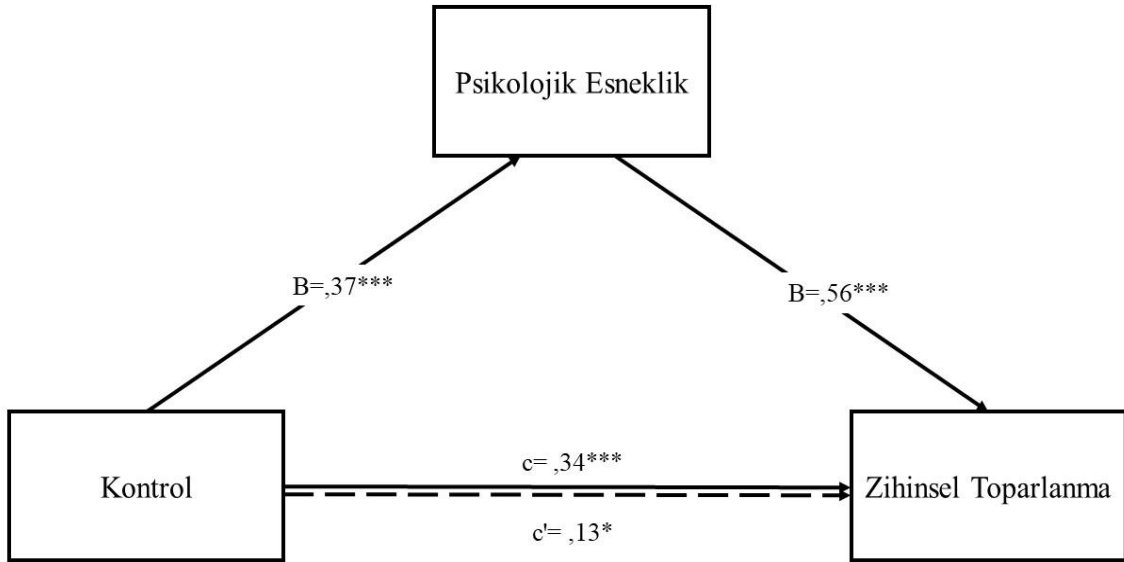 Psikolojik Esneklik
B=,37***
B=,56***
c= ,34***
Kontrol
Zihinsel Toparlanma
c'= ,13*